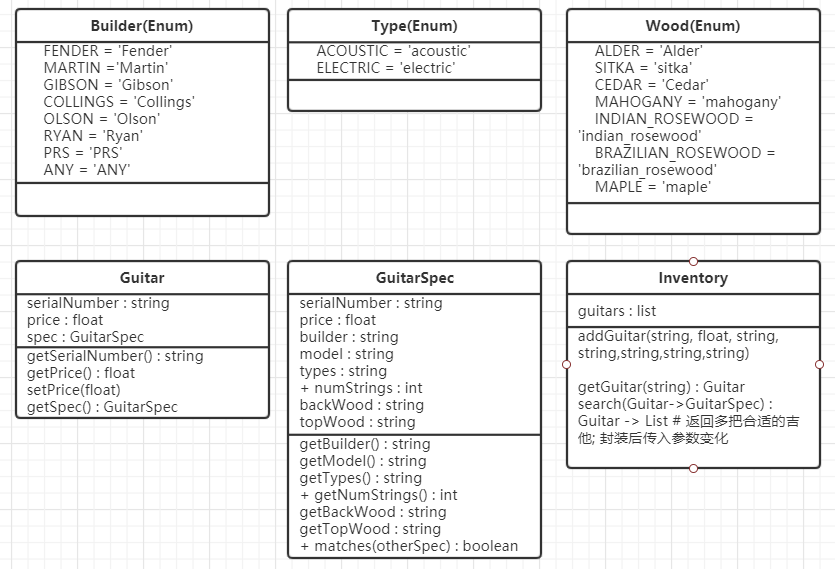 Builder(Enum)
FENDER = 'Fender'
MARTIN ='Martin'
GIBSON = 'Gibson'
COLLINGS = 'Collings'
OLSON = 'Olson'
RYAN = 'Ryan'
PRS = 'PRS'
ANY = 'ANY'
Type(Enum)
ACOUSTIC = 'acoustic'
ELECTRIC = 'electric'
Wood(Enum)
ALDER = 'Alder'
SITKA = 'sitka'
CEDAR = 'Cedar'
MAHOGANY = 'mahogany'
INDIAN_ROSEWOOD =
'indian_rosewood'
BRAZILIAN_ROSEWOOD =
'brazilian_rosewood'
MAPLE = 'maple'
Guitar
serialNumber : string
price : float
spec : GuitarSpec
getSerialNumber() : string
getPrice() : float
setPrice(float)
getSpec() : GuitarSpec
GuitarSpec
serialNumber : string
price : float
builder : string
model : string
types : string
+ numStrings : int
backWood : string
topWood : string
getBuilder() : string
getModel() : string
getTypes() : string
+ getNumStrings() : int
getBackWood : string
getTopWood : string
+ matches(otherSpec) : boolean
Inventory
guitars : list
addGuitar(string, float, string,
string,string,string,string)
getGuitar(string) : Guitar
search(Guitar->GuitarSpec) :
Guitar -> List # 返回多把合适的吉
他; 封装后传入参数变化